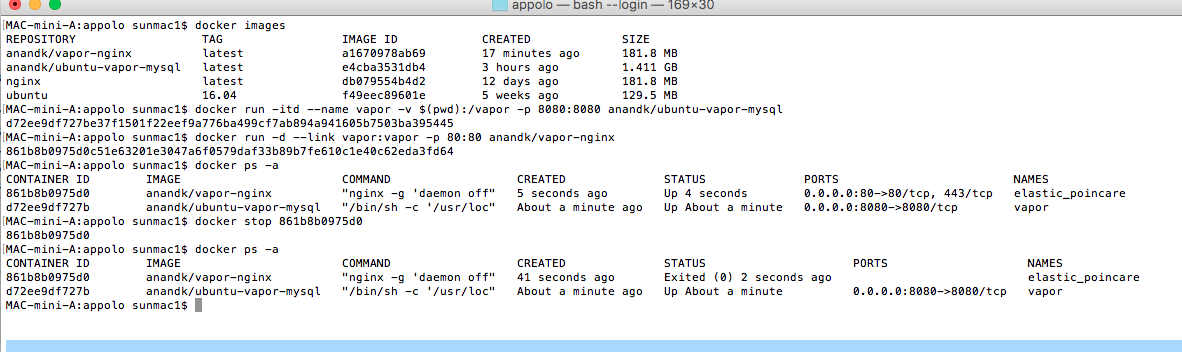 appolo — bash --login — 169×30
[MAC-mini-A:appolo sunmac1$ docker images
REPOSITORY TAG IMAGE ID CREATED SIZE
anandk/vapor-nginx latest a1670978ab69 17 minutes ago 181.8 MB
anandk/ubuntu-vapor-mysql latest e4cba3531db4 3 hours ago 1.411 GB
nginx latest db079554b4d2 12 days ago 181.8 MB
ubuntu 16.04 f49eec89601e 5 weeks ago 129.5 MB
[MAC-mini-A:appolo sunmac1$ docker run -itd --name vapor -v $(pwd):/vapor -p 8080:8080 anandk/ubuntu-vapor-mysql
d72ee9df727be37f1501f22eef9a776ba499cf7ab894a941605b7503ba395445
[MAC-mini-A:appolo sunmac1$ docker run -d --link vapor:vapor -p 80:80 anandk/vapor-nginx
861b8b0975d0c51e63201e3047a6f0579daf33b89b7fe610c1e40c62eda3fd64
[MAC-mini-A:appolo sunmac1$ docker ps -a
CONTAINER ID IMAGE COMMAND CREATED STATUS PORTS NAMES
861b8b0975d0 anandk/vapor-nginx "nginx -g 'daemon off" 5 seconds ago Up 4 seconds 0.0.0.0:80->80/tcp, 443/tcp elastic_poincare
d72ee9df727b anandk/ubuntu-vapor-mysql "/bin/sh -c '/usr/loc" About a minute ago Up About a minute 0.0.0.0:8080->8080/tcp vapor
[MAC-mini-A:appolo sunmac1$ docker stop 861b8b0975d0
861b8b0975d0
[MAC-mini-A:appolo sunmac1$ docker ps -a
CONTAINER ID IMAGE COMMAND CREATED STATUS PORTS NAMES
861b8b0975d0 anandk/vapor-nginx "nginx -g 'daemon off" 41 seconds ago Exited (0) 2 seconds ago elastic_poincare
d72ee9df727b anandk/ubuntu-vapor-mysql "/bin/sh -c '/usr/loc" About a minute ago Up About a minute 0.0.0.0:8080->8080/tcp vapor
MAC-mini-A:appolo sunmac1$